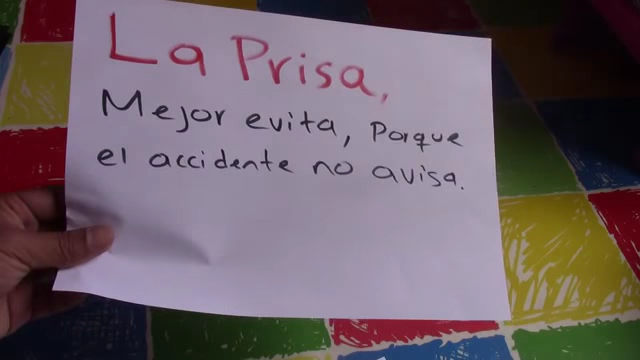 La Prisa,
Mejor evita, Porque
el accidente no avisa.